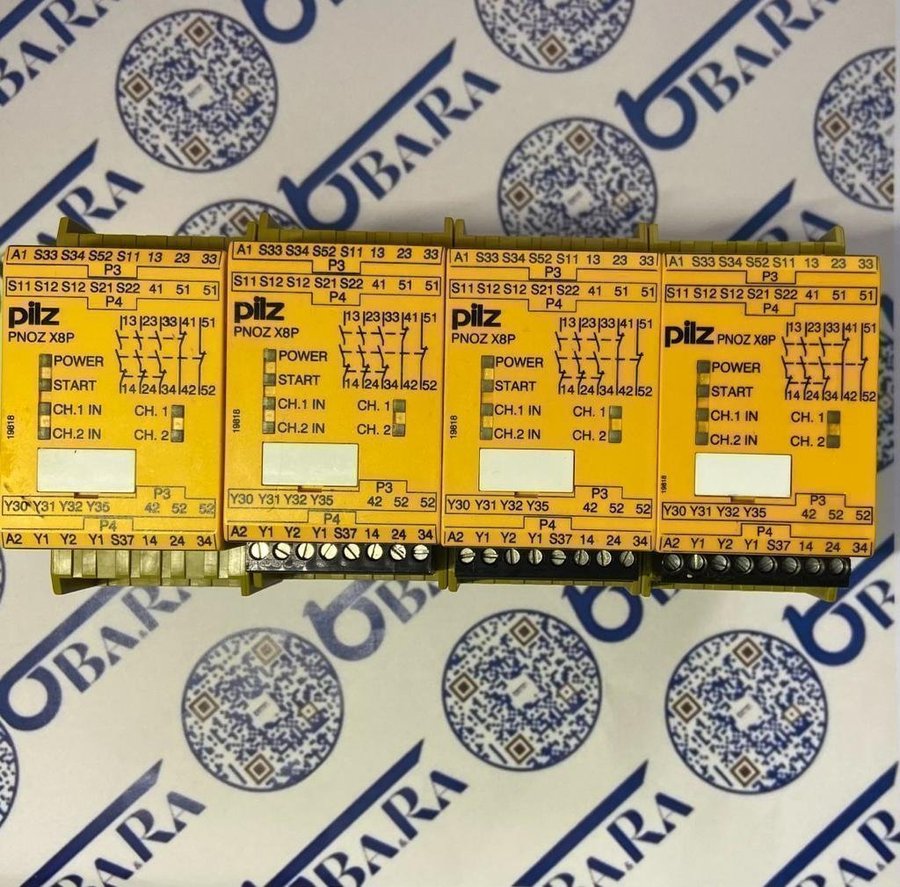 OBARA
OBARA
OBARA
A1 S33 S34 S52 S11 13 23 33
P3
S11 S12 S12 S21 S22 41 51 51
P4
pilz
PNOZ X8P
13 23 33 41 51
14 24 34 42 52
POWER
START
CH.1 IN
CH.2 IN
CH. 1
CH. 2
19818
P3
Y30 Y31 Y32 Y35 42 52 52
P4
A2 Y1 Y2 Y1 S37 14 24 34
A1 S33 S34 S52 S11 13 23 33
P3
S11 S12 S12 S21 S22 41 51 51
P4
pilz
PNOZ X8P
13 23 33 41 51
14 24 34 42 52
POWER
START
CH.1 IN
CH.2 IN
CH. 1
CH. 2
19818
P3
Y30 Y31 Y32 Y35 42 52 52
P4
A2 Y1 Y2 Y1 S37 14 24 34
A1 S33 S34 S52 S11 13 23 33
P3
S11 S12 S12 S21 S22 41 51 51
P4
pilz
PNOZ X8P
13 23 33 41 51
14 24 34 42 52
POWER
START
CH.1 IN
CH.2 IN
CH. 1
CH. 2
19818
P3
Y30 Y31 Y32 Y35 42 52 52
P4
A2 Y1 Y2 Y1 S37 14 24 34
A1 S33 S34 S52 S11 13 23 33
P3
S11 S12 S12 S21 S22 41 51 51
P4
pilz PNOZ X8P
13 23 33 41 51
14 24 34 42 52
POWER
START
CH.1 IN
CH.2 IN
CH. 1
CH. 2
19818
P3
Y30 Y31 Y32 Y35 42 52 52
P4
A2 Y1 Y2 Y1 S37 14 24 34
OBA.RA
OBA.RA
OBA.RA